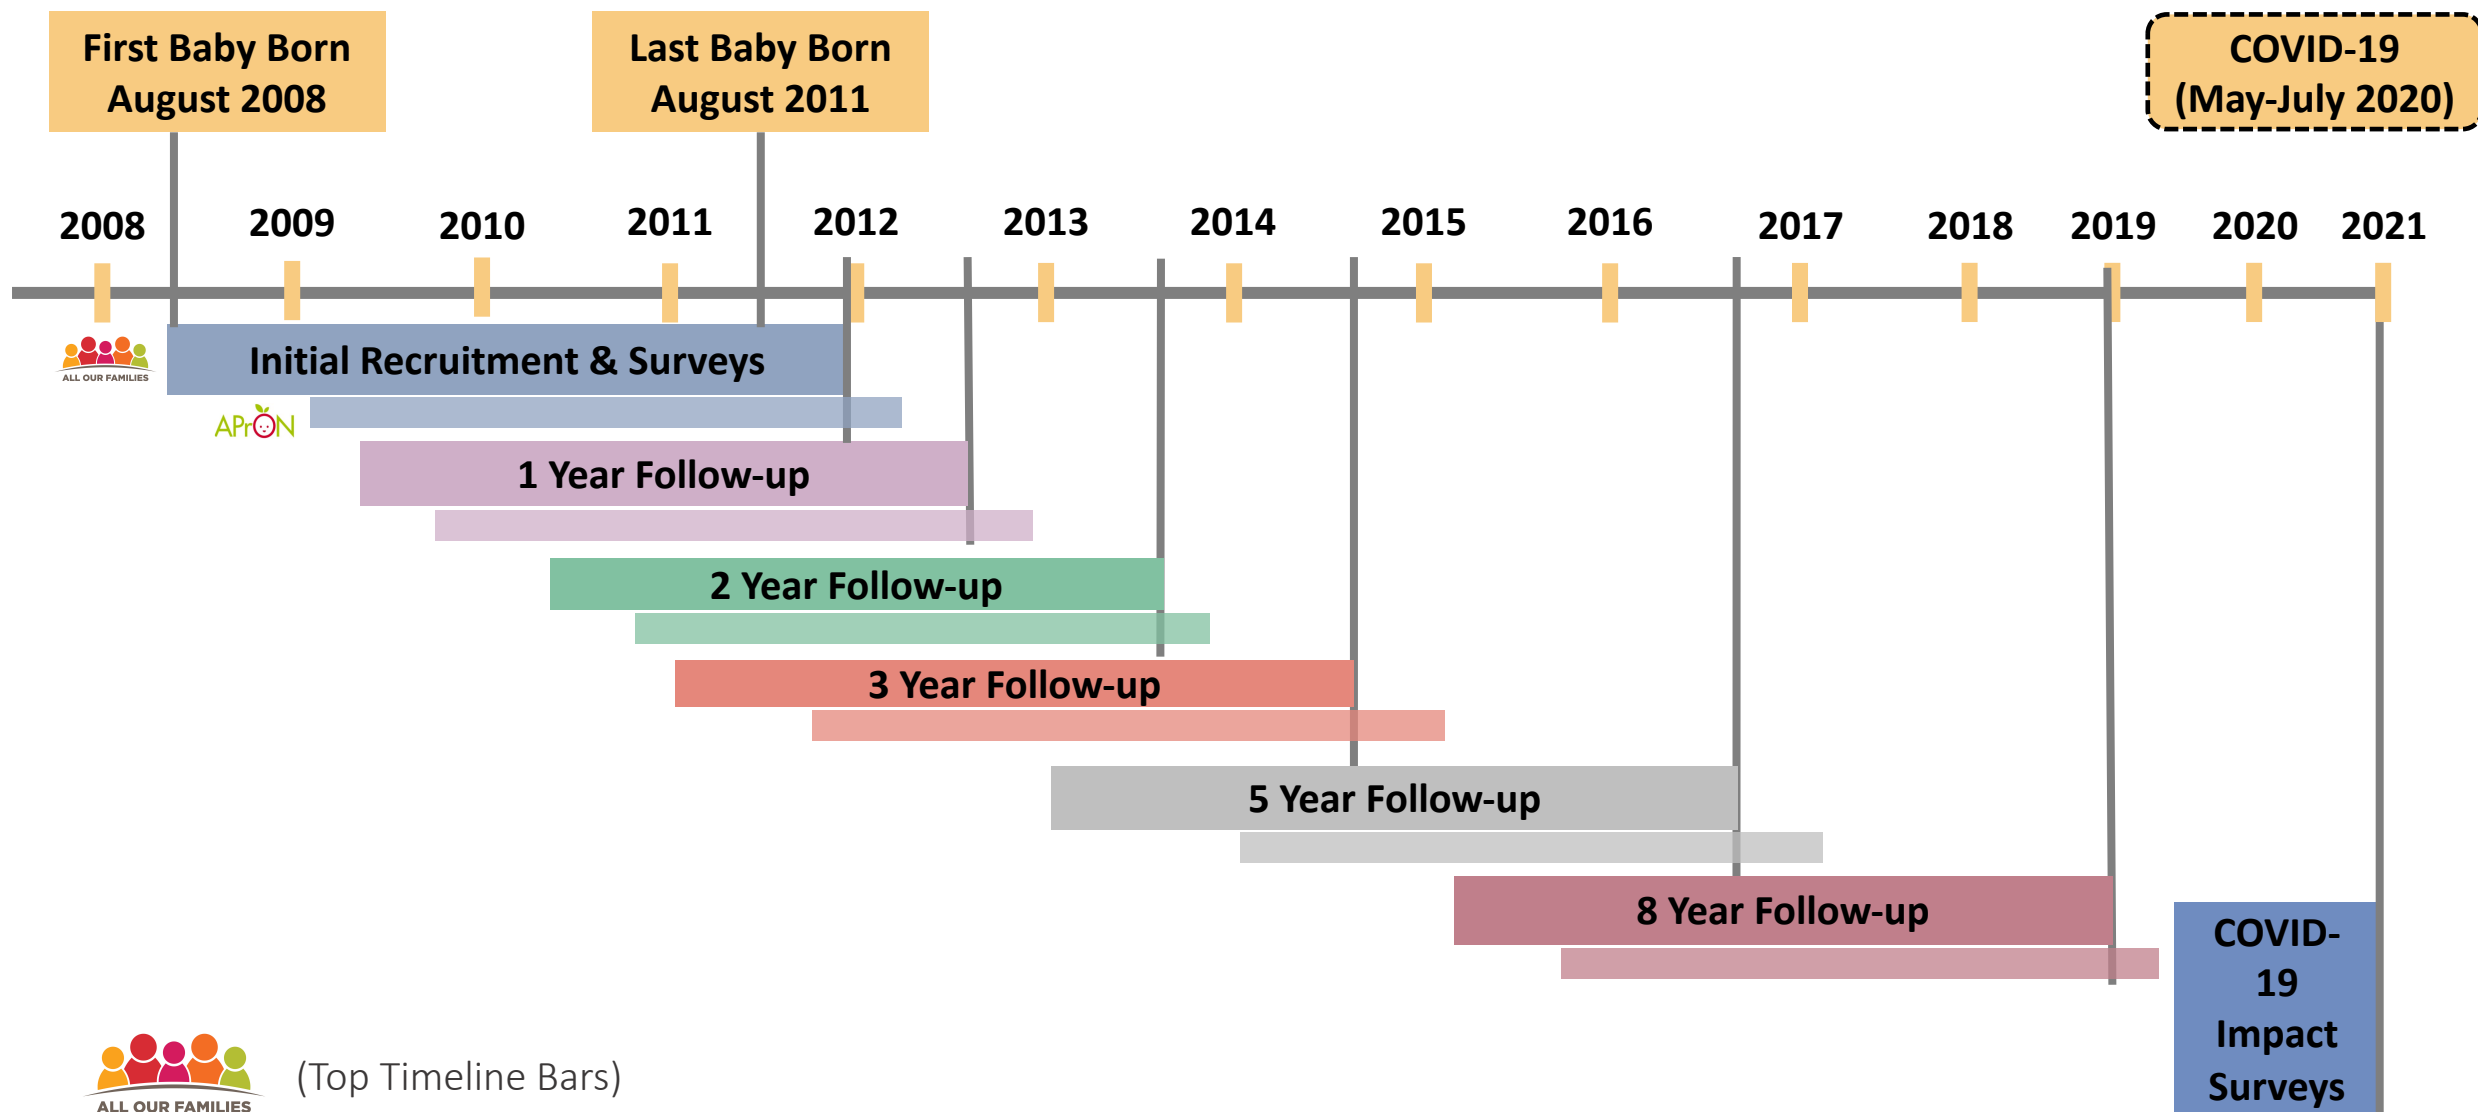 First Baby Born
August 2008
Last Baby Born
August 2011
COVID-19
(May-July 2020)
2008
2009
2010
2011
2012
2013
2014
2015
2016
2017
2018
2019
2020
2021
ALL OUR FAMILIES
Initial Recruitment & Surveys
APrON
1 Year Follow-up
2 Year Follow-up
3 Year Follow-up
5 Year Follow-up
8 Year Follow-up
COVID-
19
Impact
Surveys
(Top Timeline Bars)
ALL OUR FAMILIES